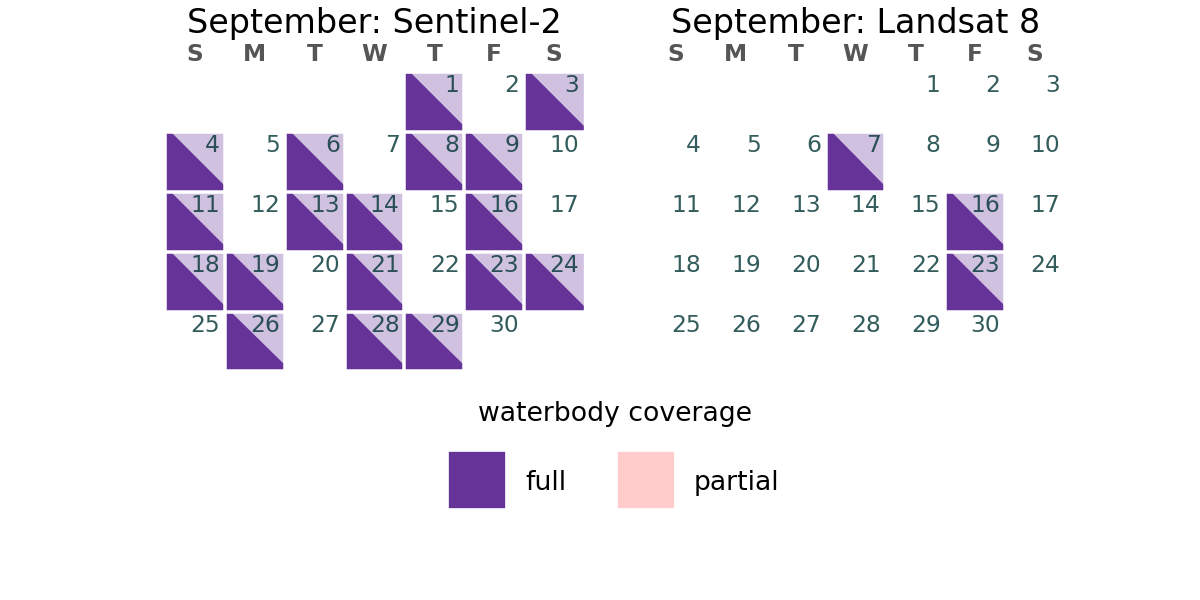 September: Sentinel-2
S M T W T F S
1 2 3
4 5 6 7 8 9 10
11 12 13 14 15 16 17
18 19 20 21 22 23 24
25 26 27 28 29 30
September: Landsat 8
S M T W T F S
1 2 3
4 5 6 7 8 9 10
11 12 13 14 15 16 17
18 19 20 21 22 23 24
25 26 27 28 29 30
waterbody coverage
full partial